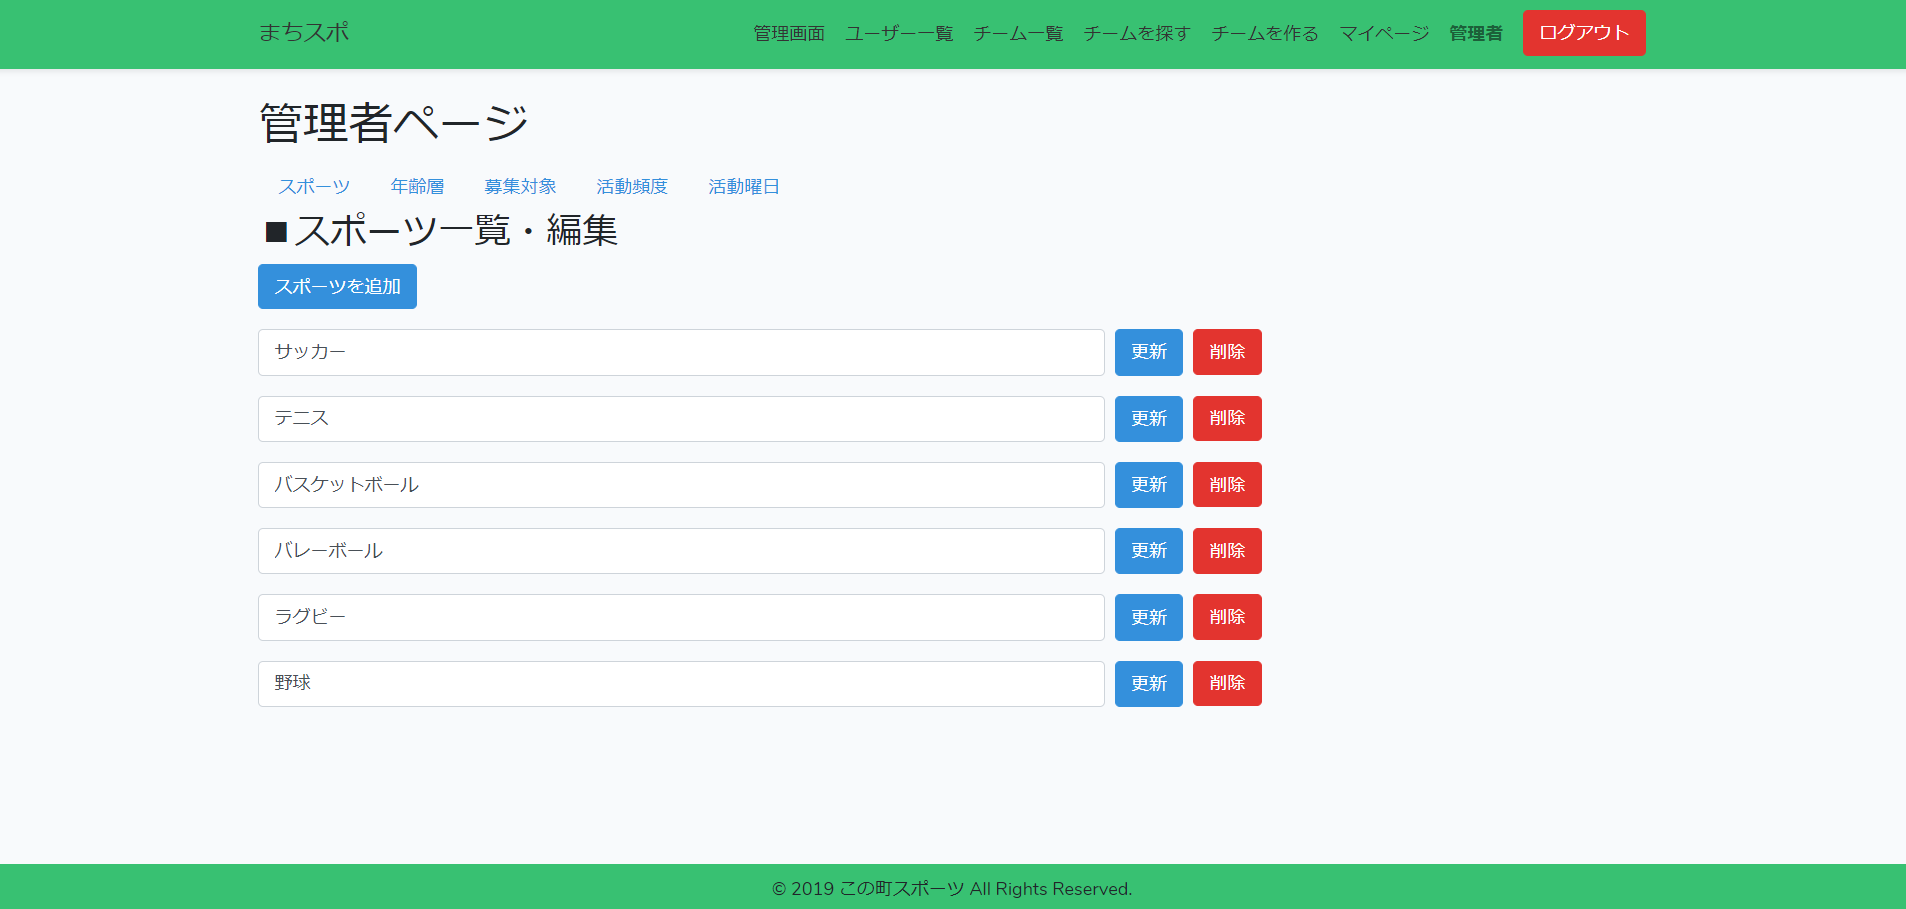 まちスポ 管理画面 ユーザー一覧 チーム一覧 チームを探す チームを作る マイページ 管理者 ログアウト
管理者ページ
スポーツ 年齢層 募集対象 活動頻度 活動曜日
■スポーツ一覧・編集
スポーツを追加
サッカー 更新 削除
テニス 更新 削除
バスケットボール 更新 削除
バレーボール 更新 削除
ラグビー 更新 削除
野球 更新 削除
© 2019 この町スポーツ All Rights Reserved.